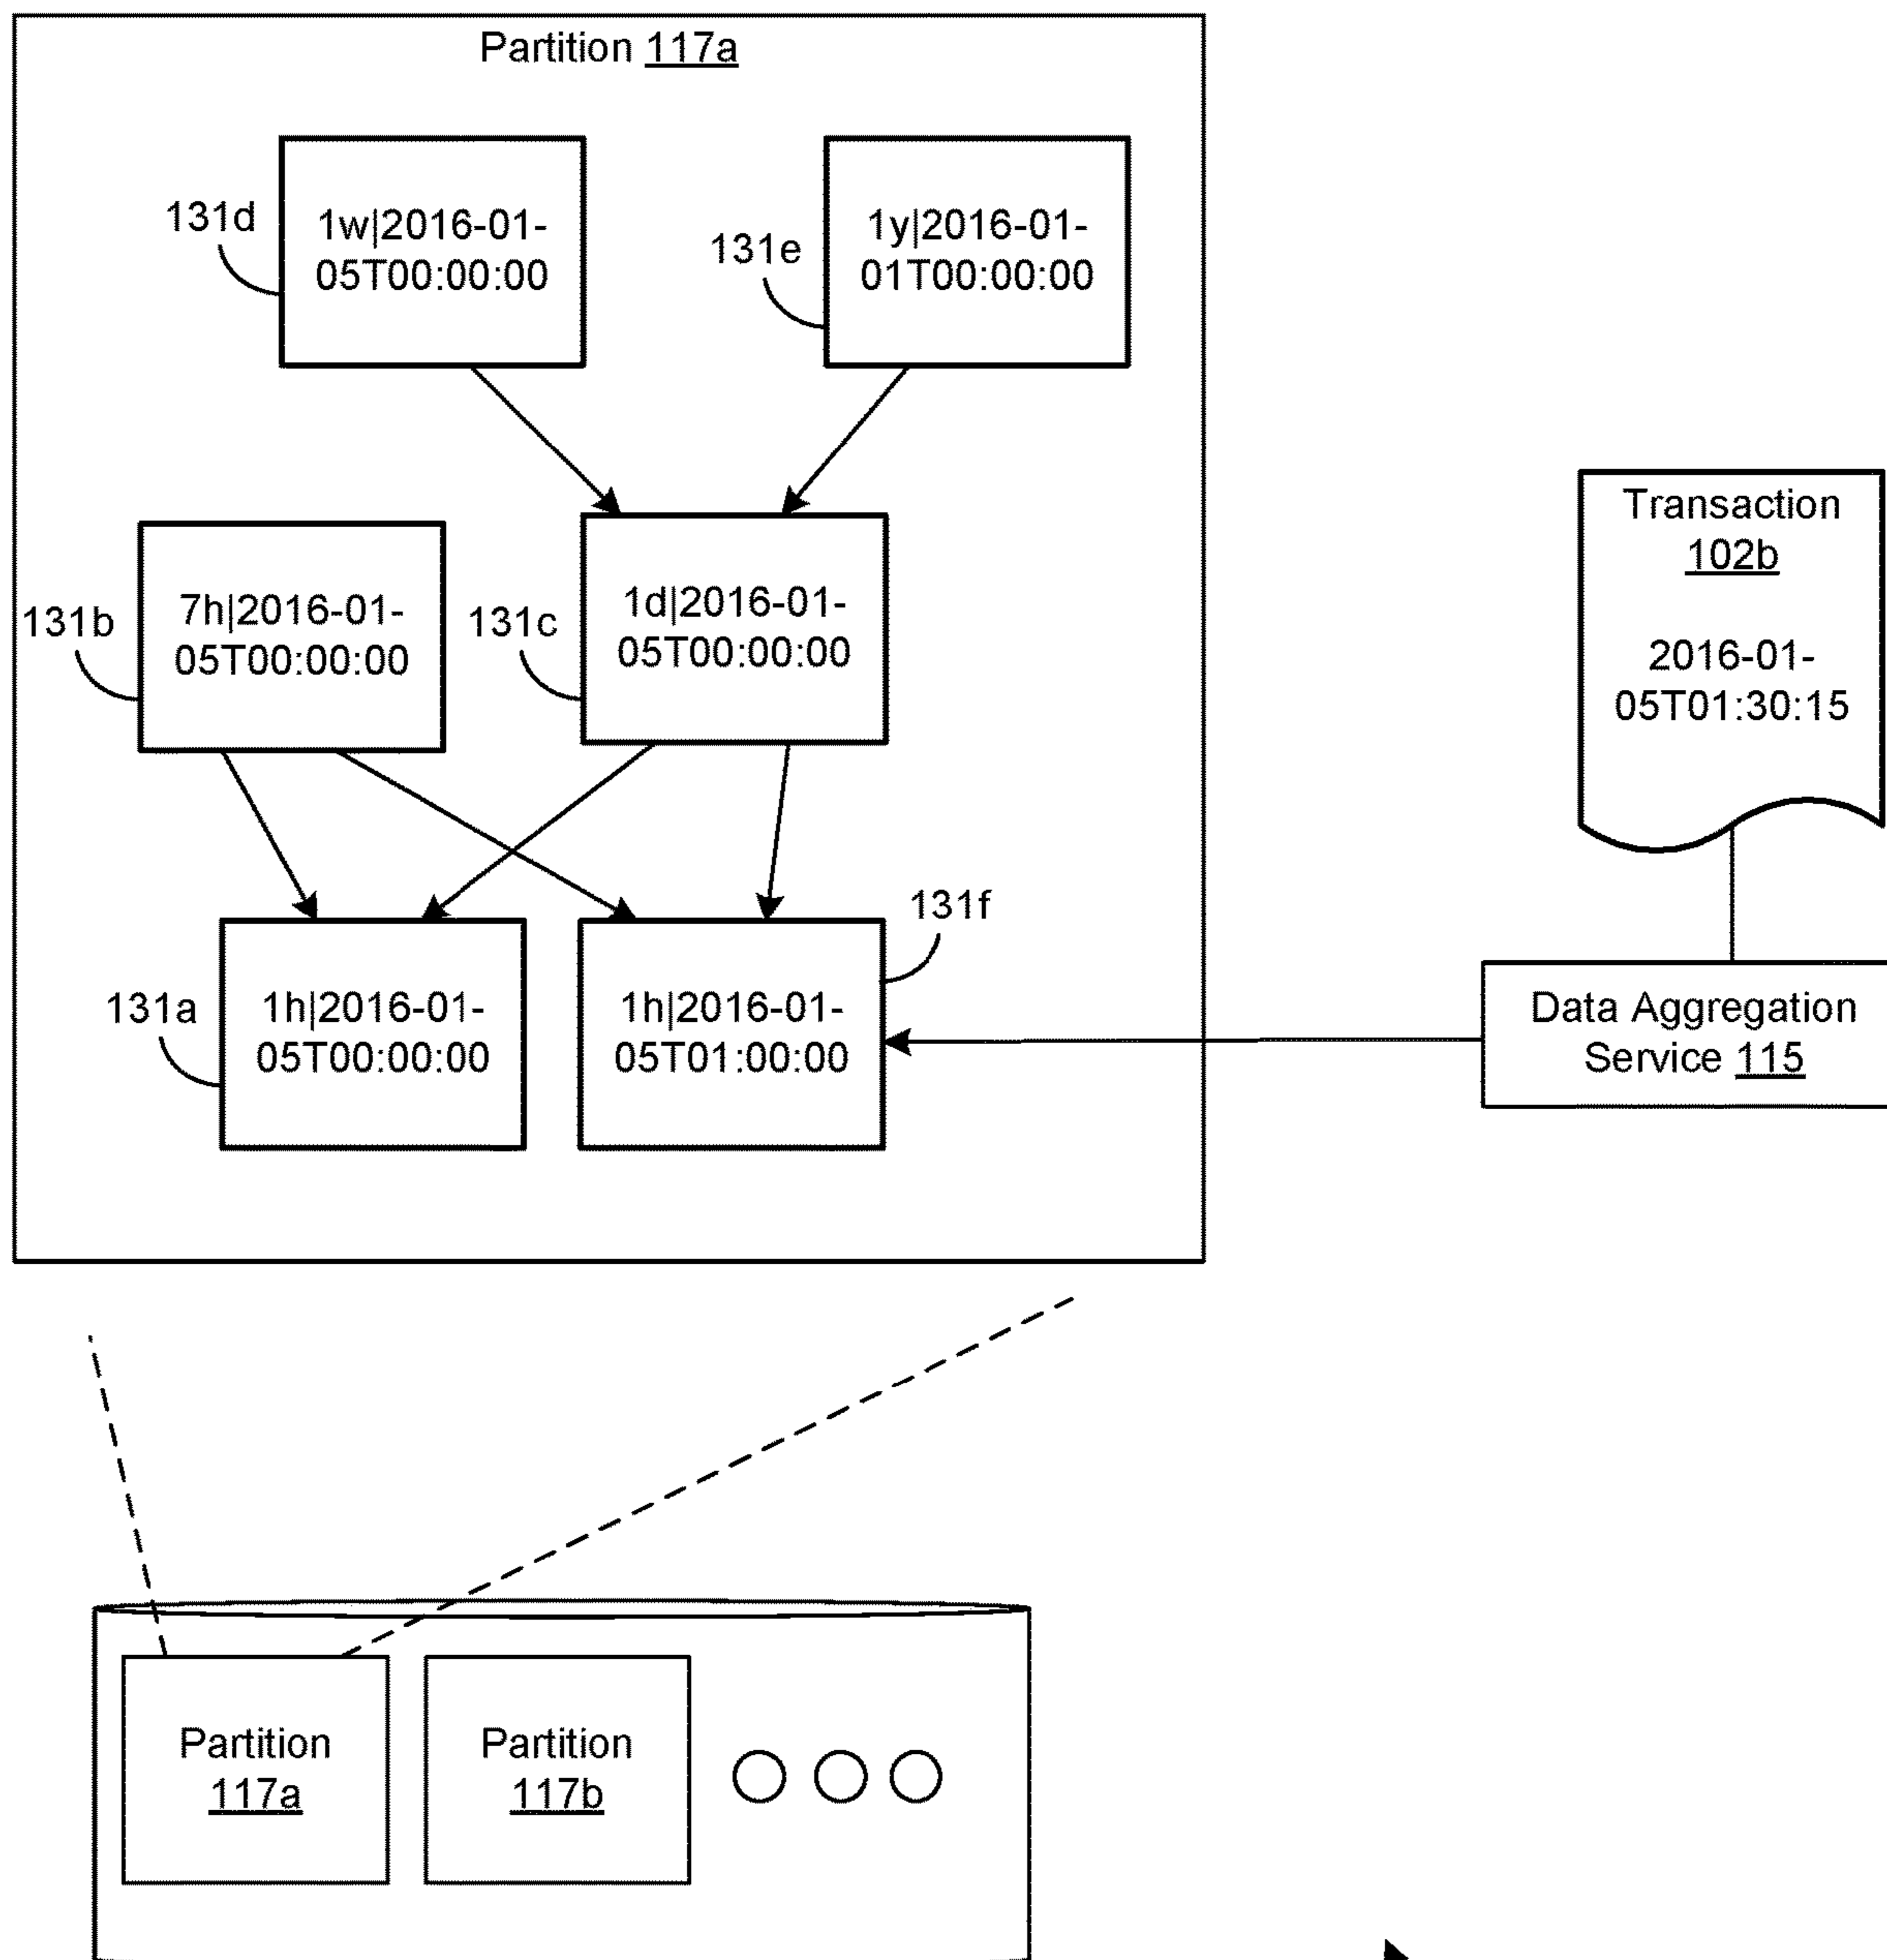 Partition 117a
131d
1w|2016-01-
05T00:00:00
131e
1y|2016-01-
01T00:00:00
131b
7h|2016-01-
05T00:00:00
131c
1d|2016-01-
05T00:00:00
Transaction
102b
2016-01-
05T01:30:15
131a
1h|2016-01-
05T00:00:00
131f
1h|2016-01-
05T01:00:00
Data Aggregation
Service 115
Partition
117a
Partition
117b